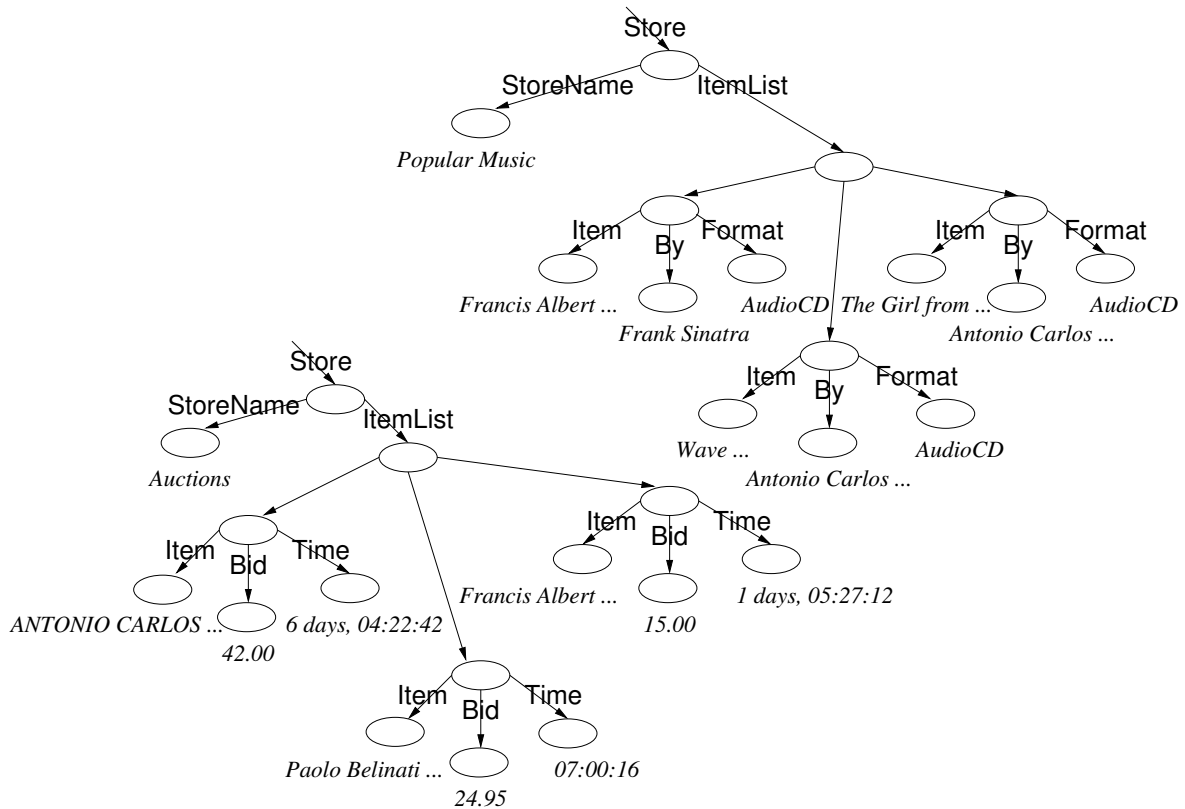 Store
StoreName
ItemList
Popular Music
Item
By
Format
Francis Albert ...
Frank Sinatra
AudioCD
Item
By
Format
The Girl from ...
Antonio Carlos ...
AudioCD
Item
By
Format
Wave ...
Antonio Carlos ...
AudioCD
Store
StoreName
ItemList
Auctions
Item
Bid
Time
ANTONIO CARLOS ...
42.00
6 days, 04:22:42
Item
Bid
Time
Francis Albert ...
15.00
1 days, 05:27:12
Item
Bid
Time
Paolo Belinati ...
24.95
07:00:16